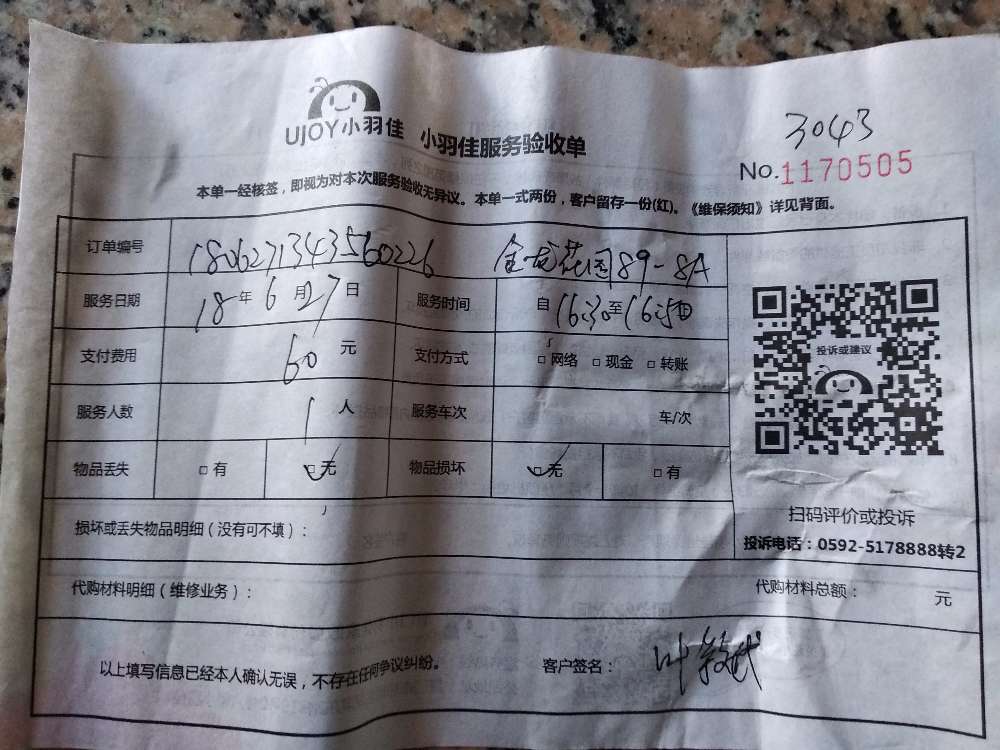 UJOY小羽佳 小羽佳服务验收单
3043
No.1170505
本单一经核签，即视为对本次服务验收无异议。本单一式两份，客户留存一份(红)。《维保须知》详见背面。
订单编号 180627134356022б 金龙花园89-8A
服务日期 18年6月27日 服务时间 自16:30至16:50
支付费用 60元 支付方式 □网络 □现金 □转账
服务人数 1人 服务车次 车/次
物品丢失 □有 ☑无 物品损坏 ☑无 □有
投诉或建议
扫码评价或投诉
投诉电话：0592-5178888转2
损坏或丢失物品明细（没有可不填）：
代购材料明细（维修业务）： 代购材料总额： 元
以上填写信息已经本人确认无误，不存在任何争议纠纷。 客户签名： 叶